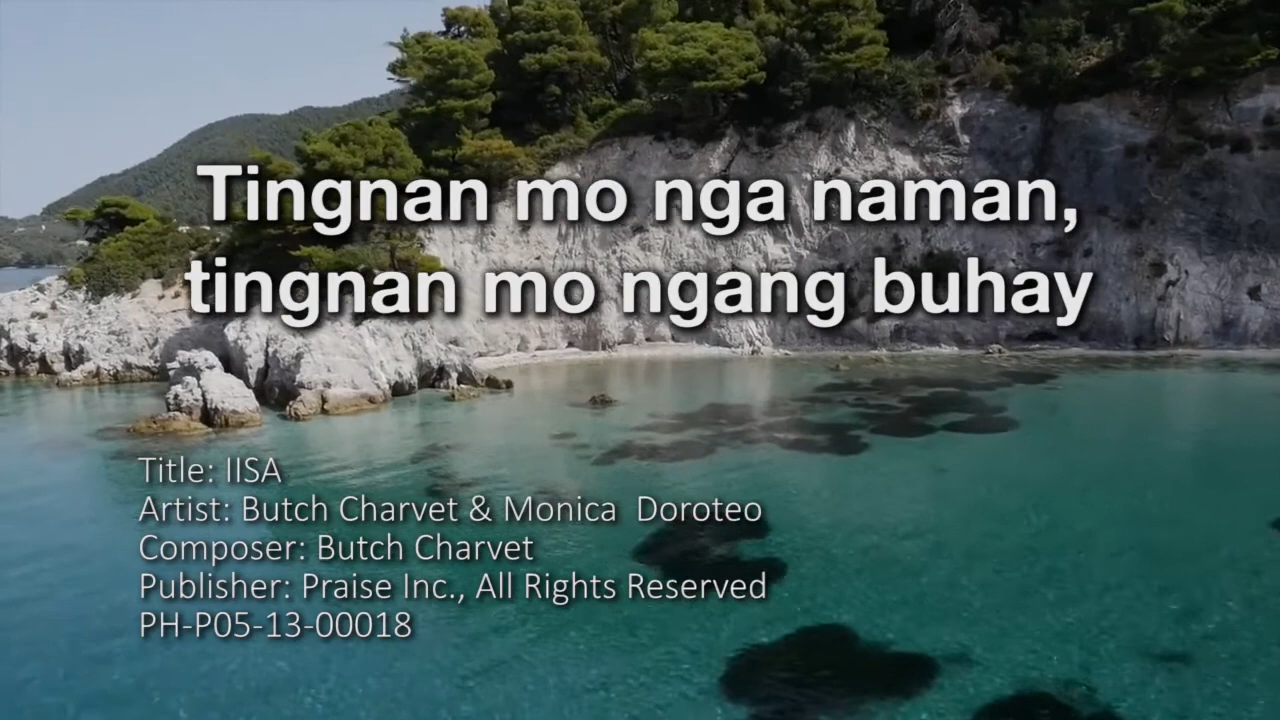 Tingnan mo nga naman,
tingnan mo ngang buhay
Title: IISA
Artist: Butch Charvet & Monica  Doroteo
Composer: Butch Charvet
Publisher: Praise Inc., All Rights Reserved
PH-P05-13-00018